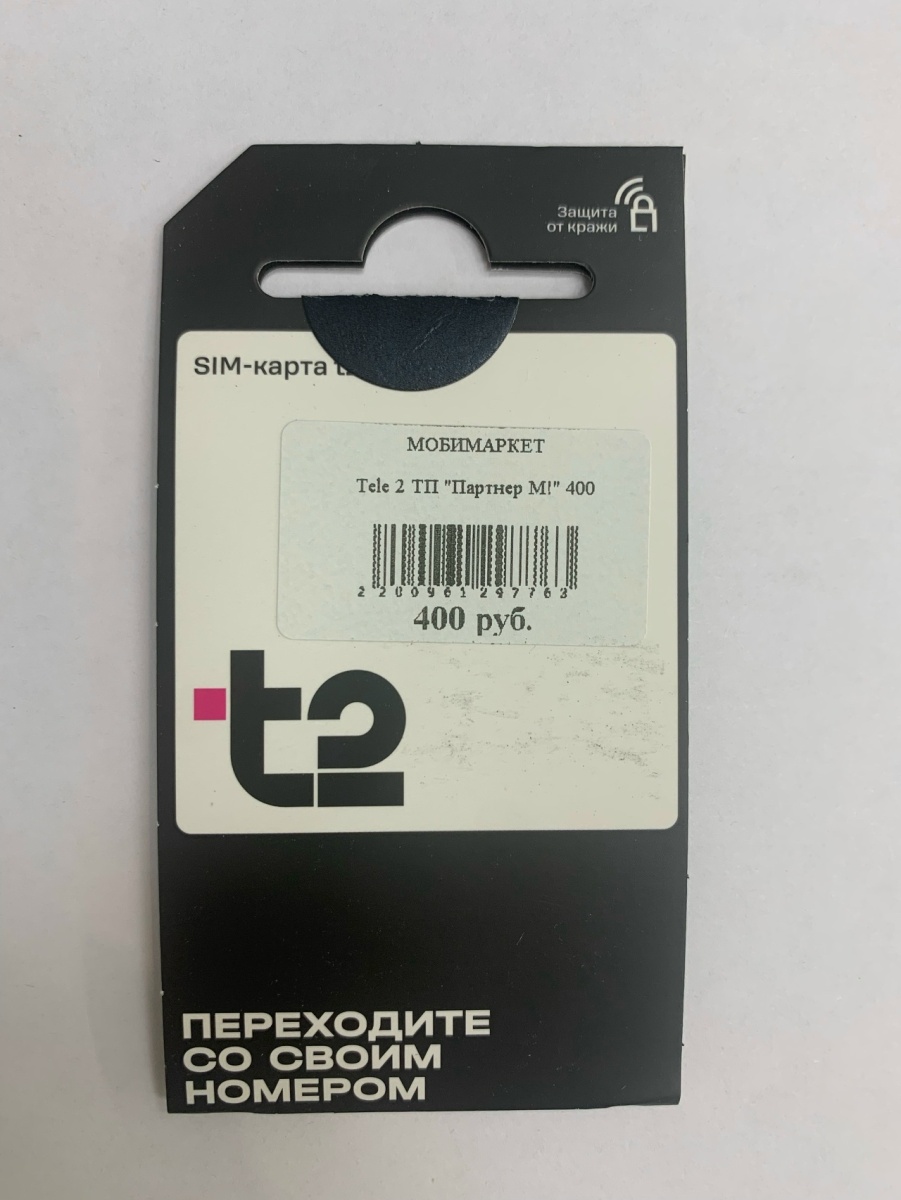 Защита
от кражи
SIM-карта t2
МОБИМАРКЕТ
Tele 2 ТП "Партнер М!" 400
2200961297763
400 руб.
t2
ПЕРЕХОДИТЕ
СО СВОИМ
НОМЕРОМ